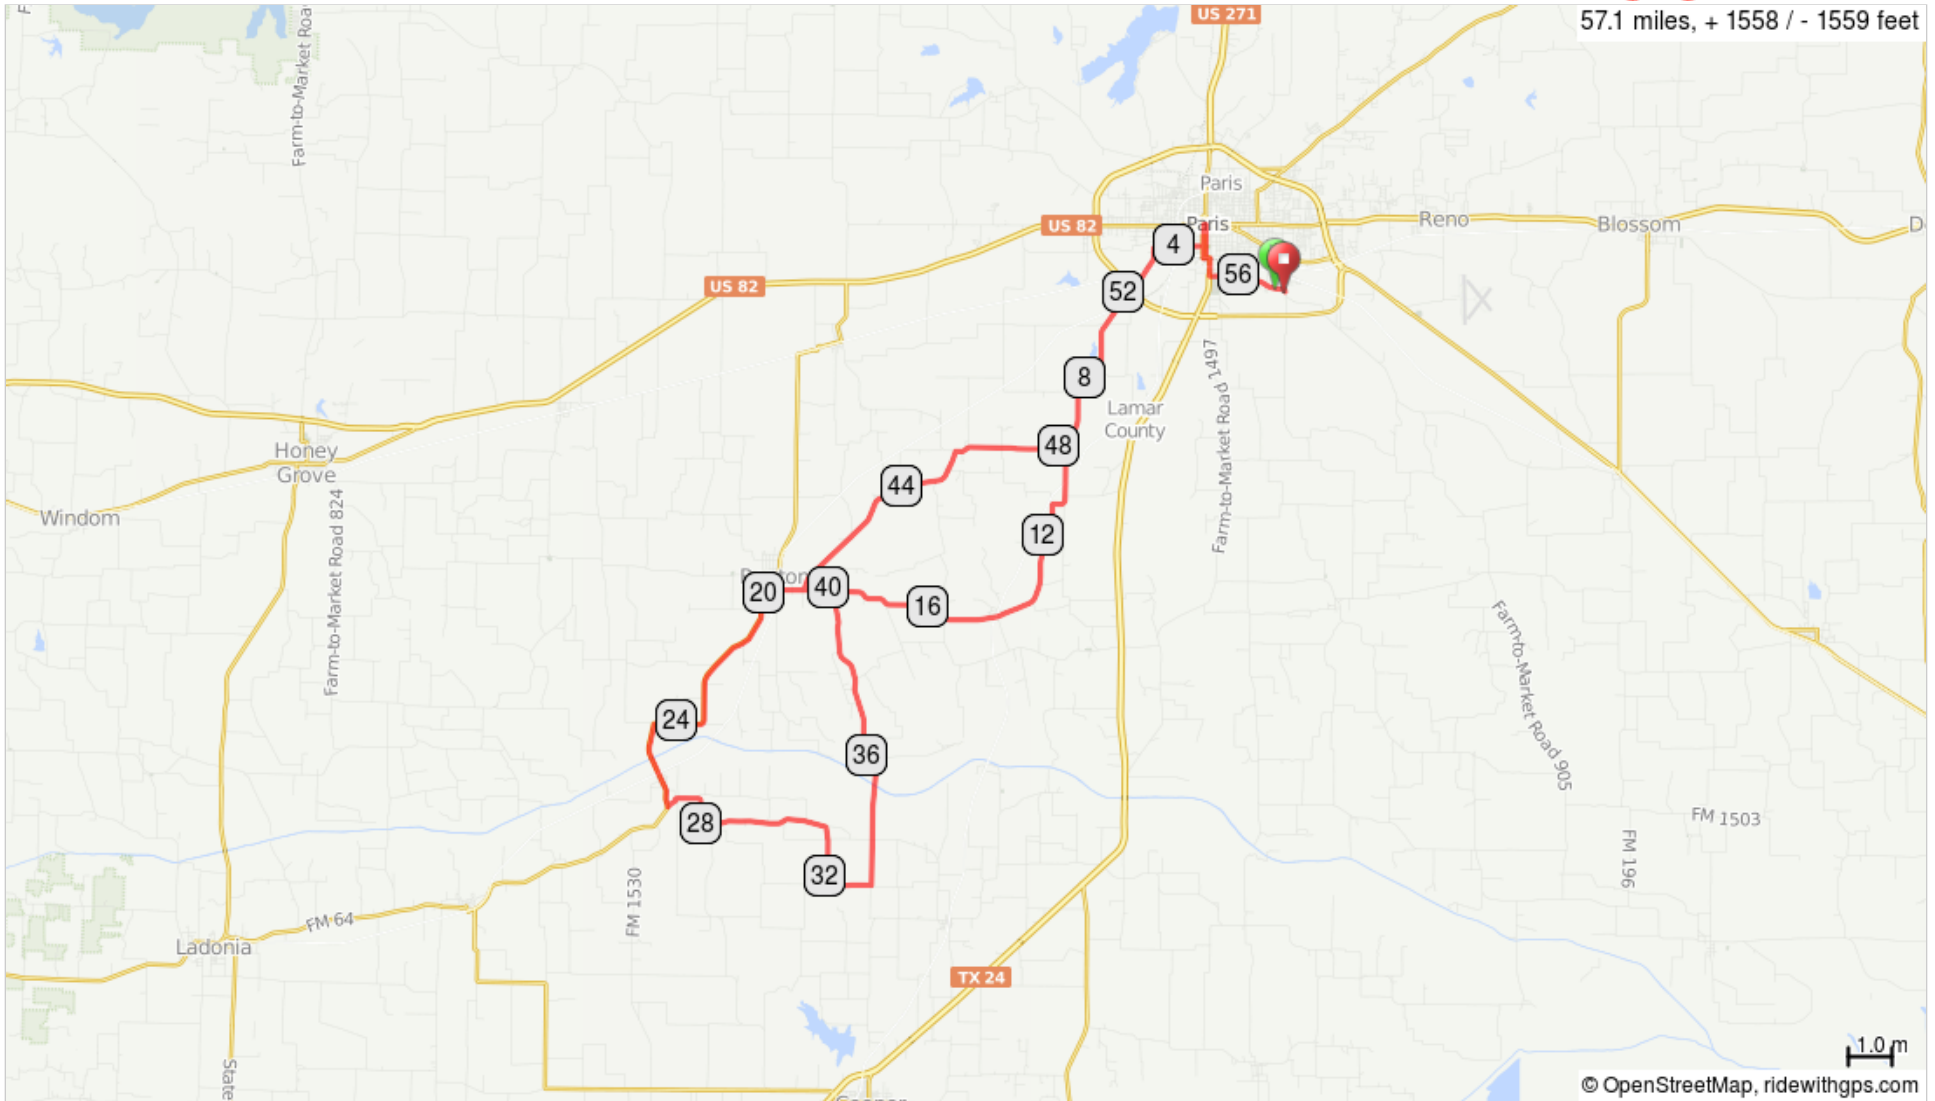 US 271
57.1 miles, + 1558 / - 1559 feet
Farm-to-Market Roa
Paris
US 82
Paris
Reno
Blossom
4
56
52
US 82
8
Farm-to-Market Road 1497
Lamar
County
Honey
Grove
48
44
Windom
Farm-to-Market Road 824
12
20
40
16
Farm-to-Market Road 905
24
36
28
FM 1503
FM 196
32
FM 1530
FM 64
Ladonia
TX 24
State
1.0 m
© OpenStreetMap, ridewithgps.com